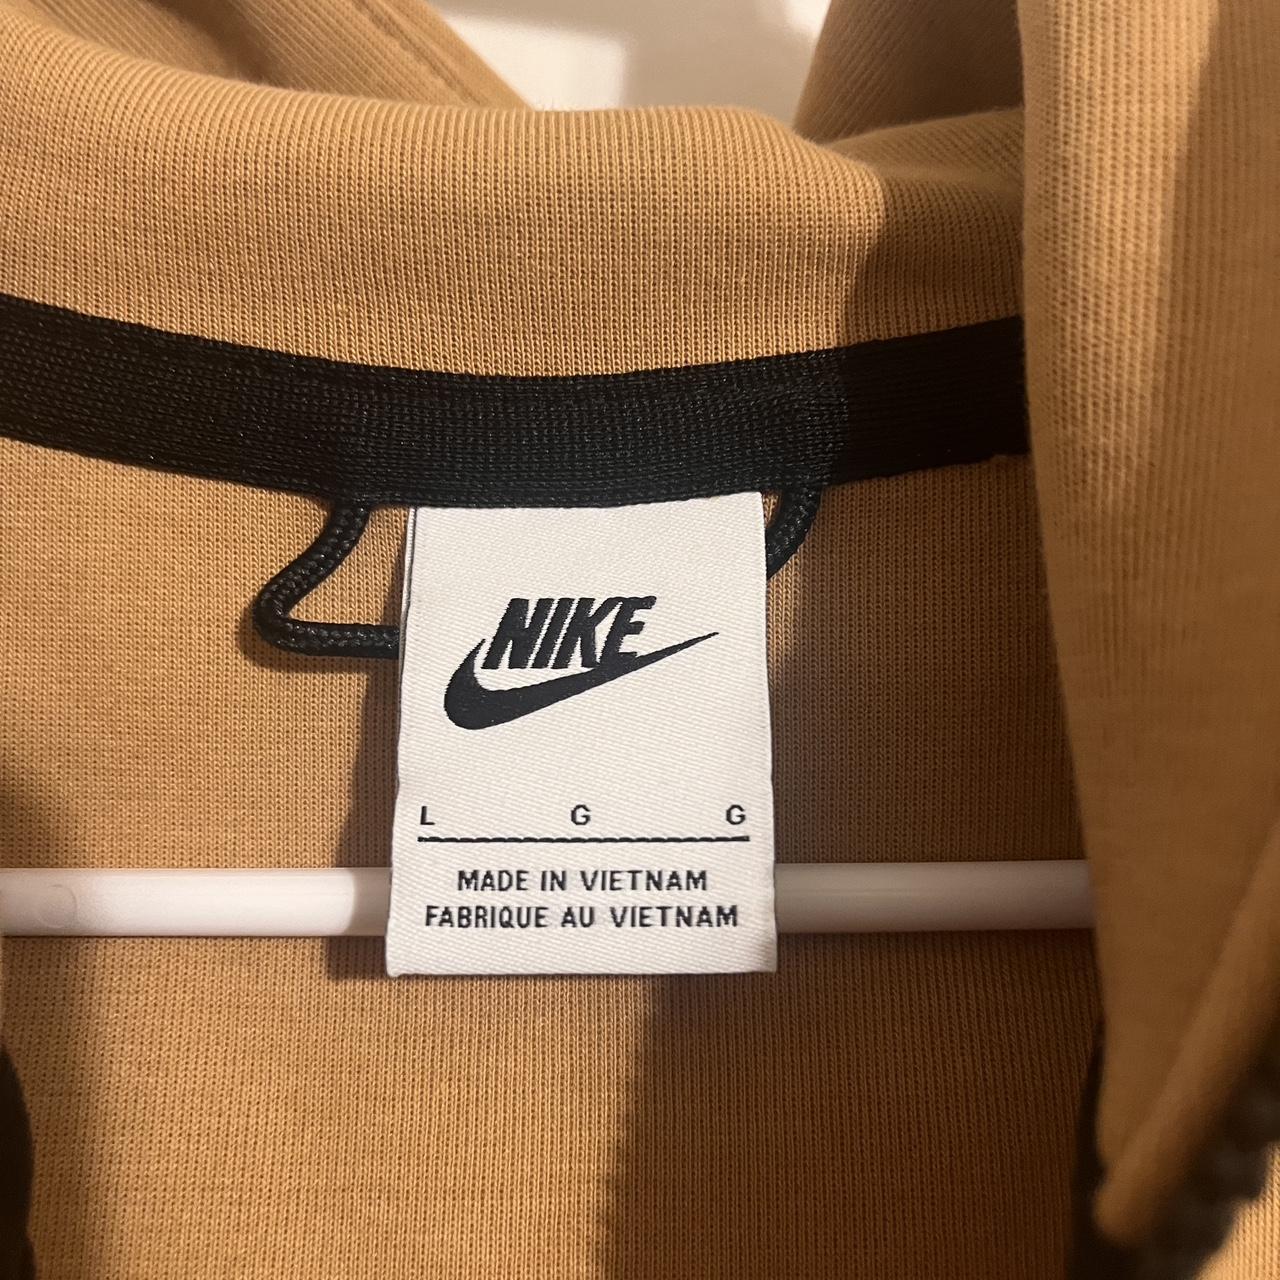 NIKE
L G G
MADE IN VIETNAM
FABRIQUE AU VIETNAM